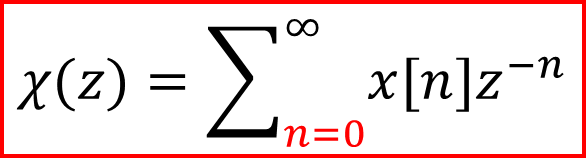 χ(z) = ∑_{n=0}^{∞} x[n]z^{−n}